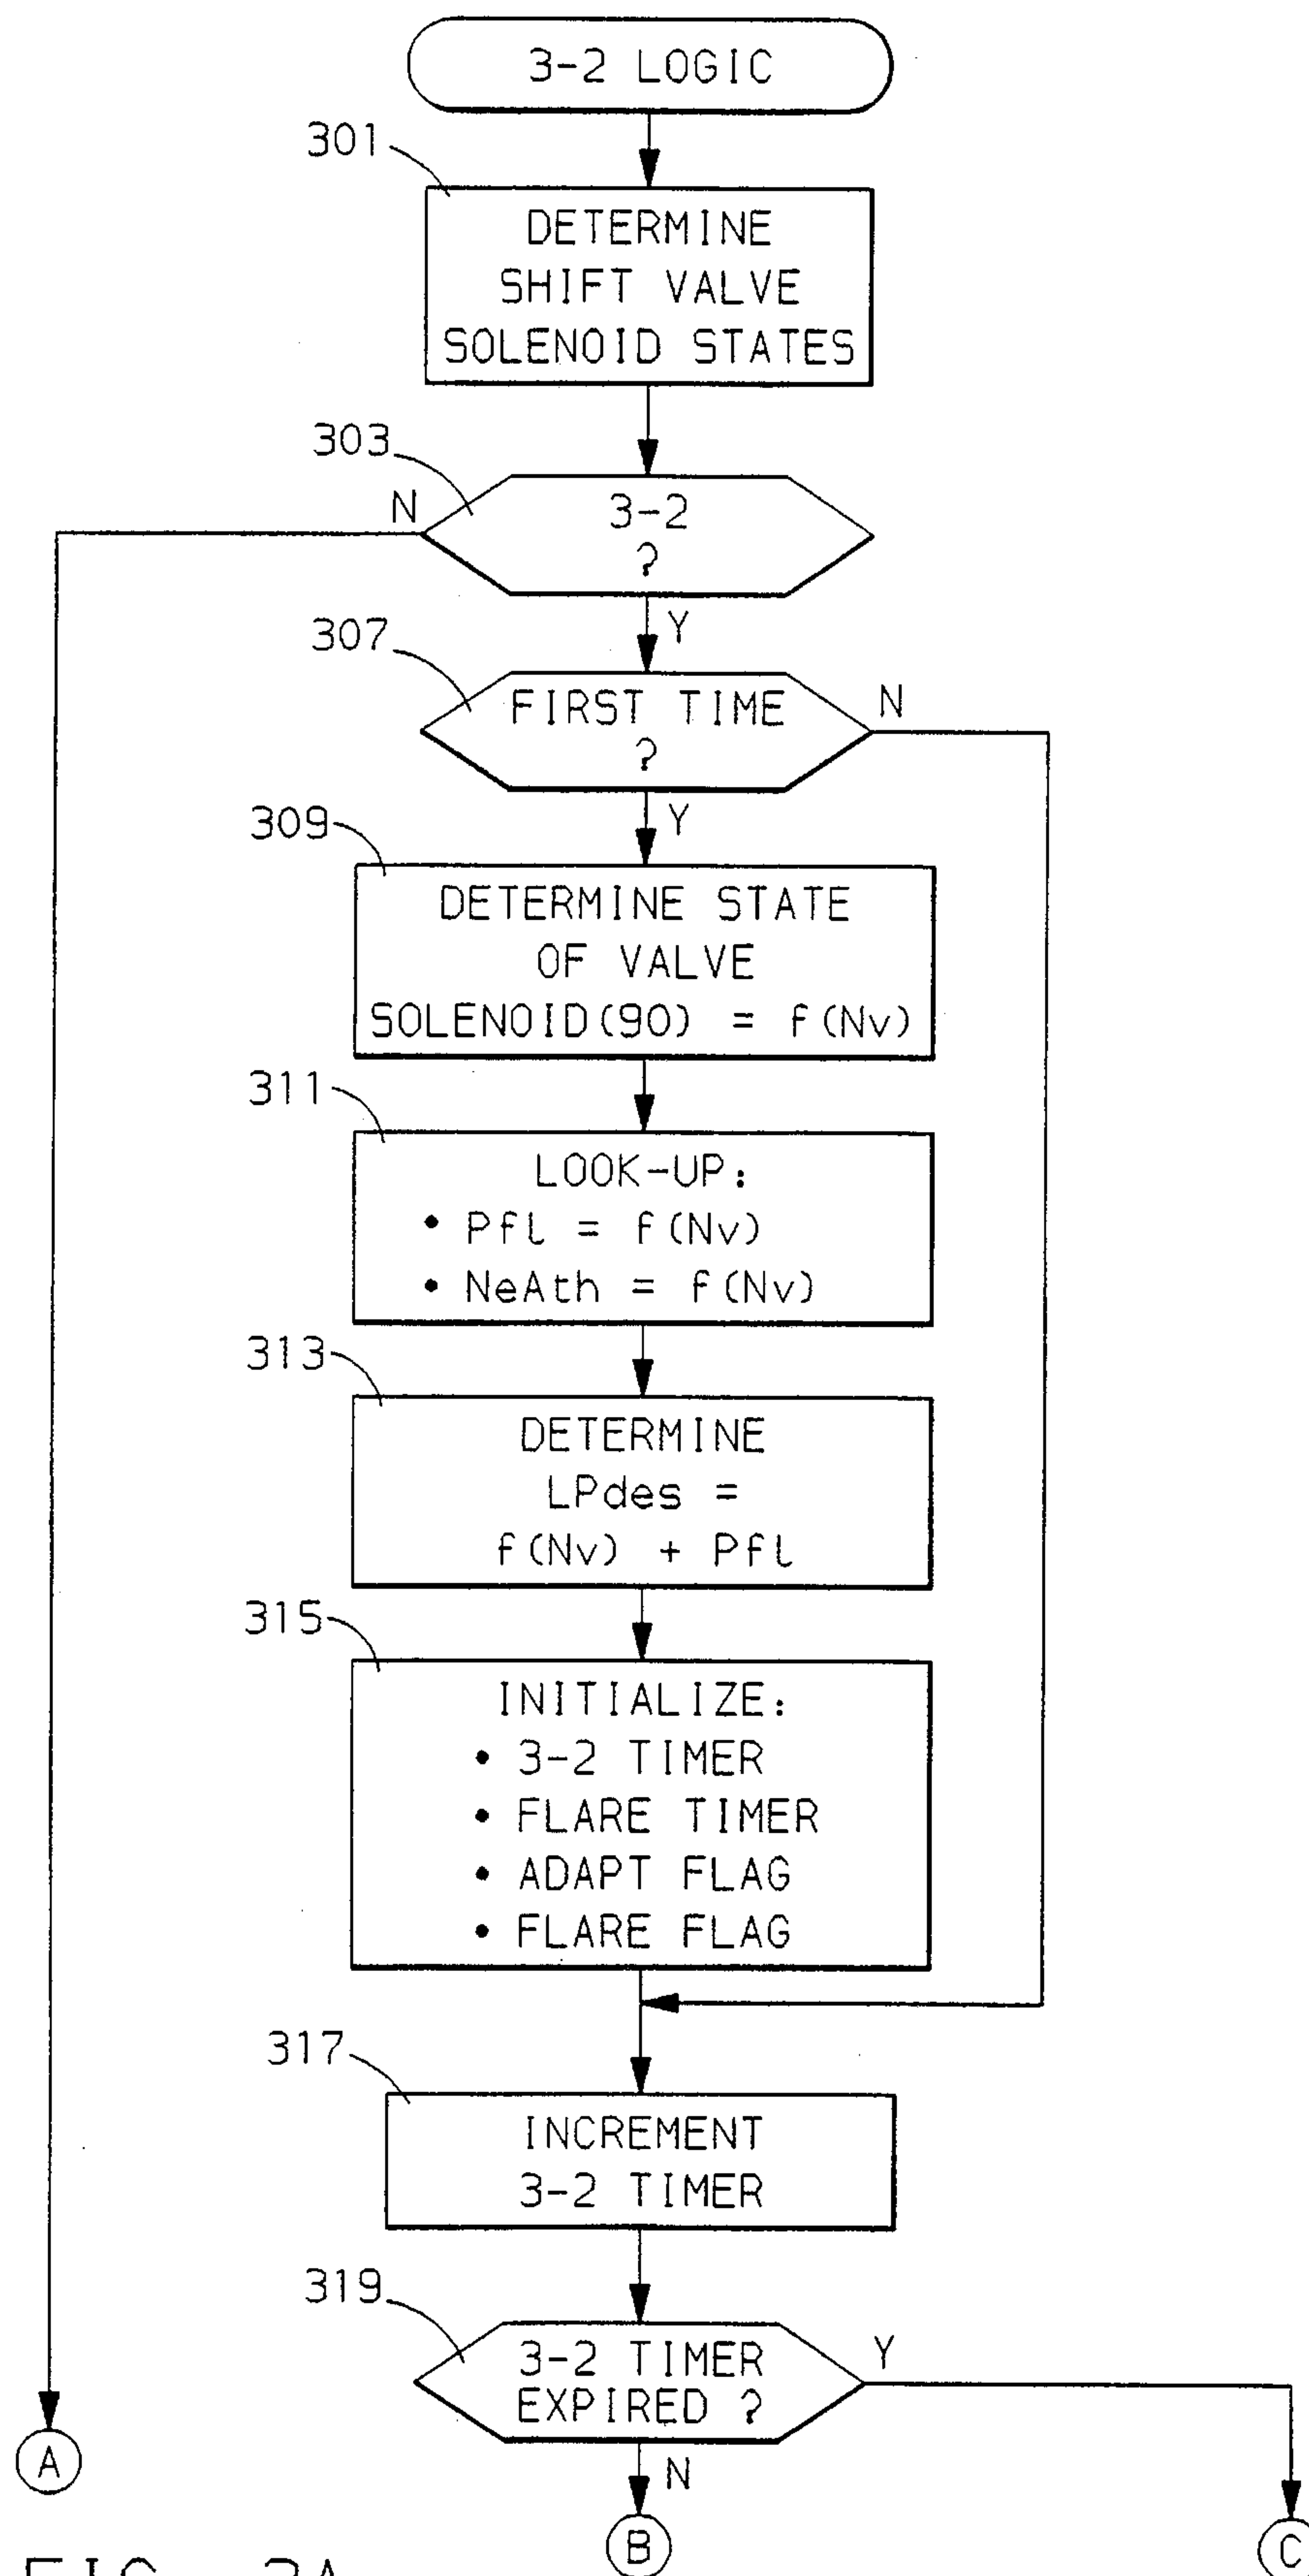 3-2 LOGIC
301
DETERMINE
SHIFT VALVE
SOLENOID STATES
303
N
3-2
?
Y
307
FIRST TIME
?
N
Y
309
DETERMINE STATE
OF VALVE
SOLENOID(90) = f(Nv)
311
LOOK-UP:
• Pfl = f(Nv)
• NeAth = f(Nv)
313
DETERMINE
LPdes =
f(Nv) + Pfl
315
INITIALIZE:
• 3-2 TIMER
• FLARE TIMER
• ADAPT FLAG
• FLARE FLAG
317
INCREMENT
3-2 TIMER
319
3-2 TIMER
EXPIRED ?
Y
N
A
B
C